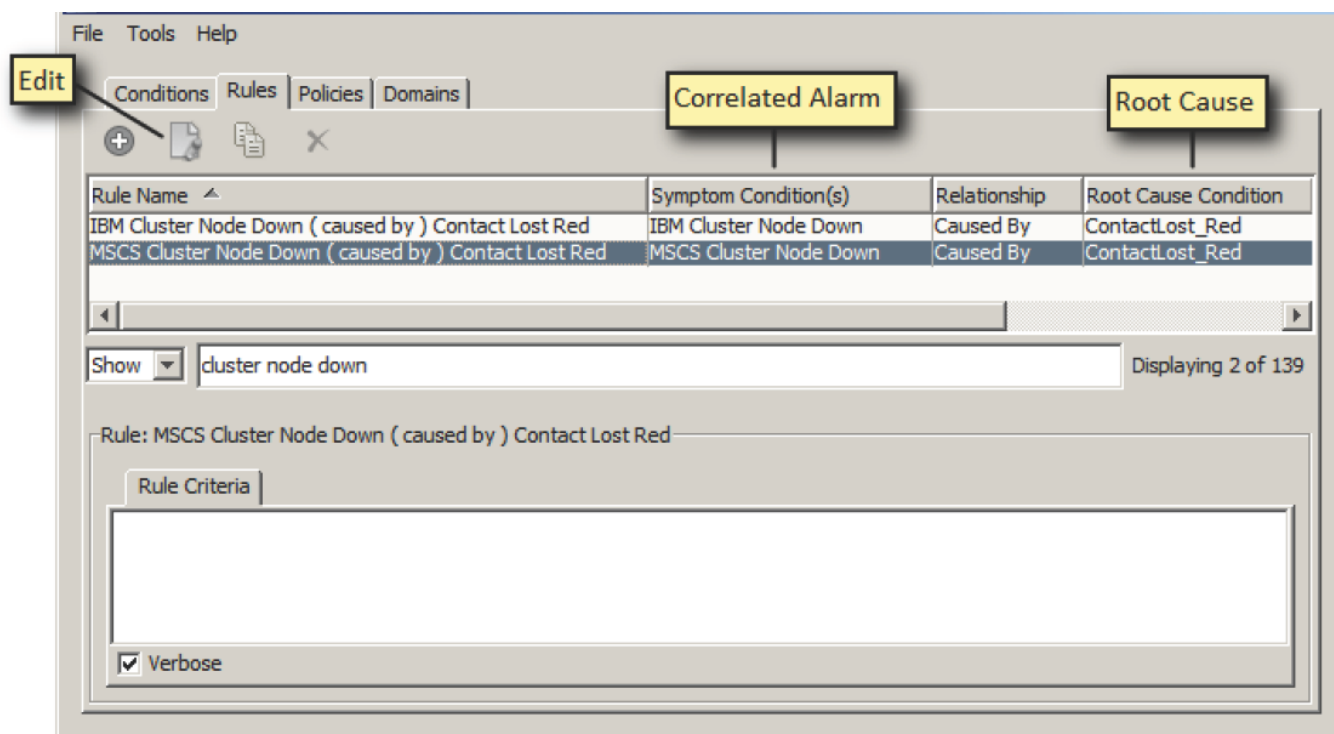 File Tools Help
Edit
Conditions Rules Policies Domains
Correlated Alarm
Root Cause
Rule Name Symptom Condition(s) Relationship Root Cause Condition
IBM Cluster Node Down ( caused by ) Contact Lost Red IBM Cluster Node Down Caused By ContactLost_Red
MSCS Cluster Node Down ( caused by ) Contact Lost Red MSCS Cluster Node Down Caused By ContactLost_Red
Show cluster node down Displaying 2 of 139
Rule: MSCS Cluster Node Down ( caused by ) Contact Lost Red
Rule Criteria
Verbose